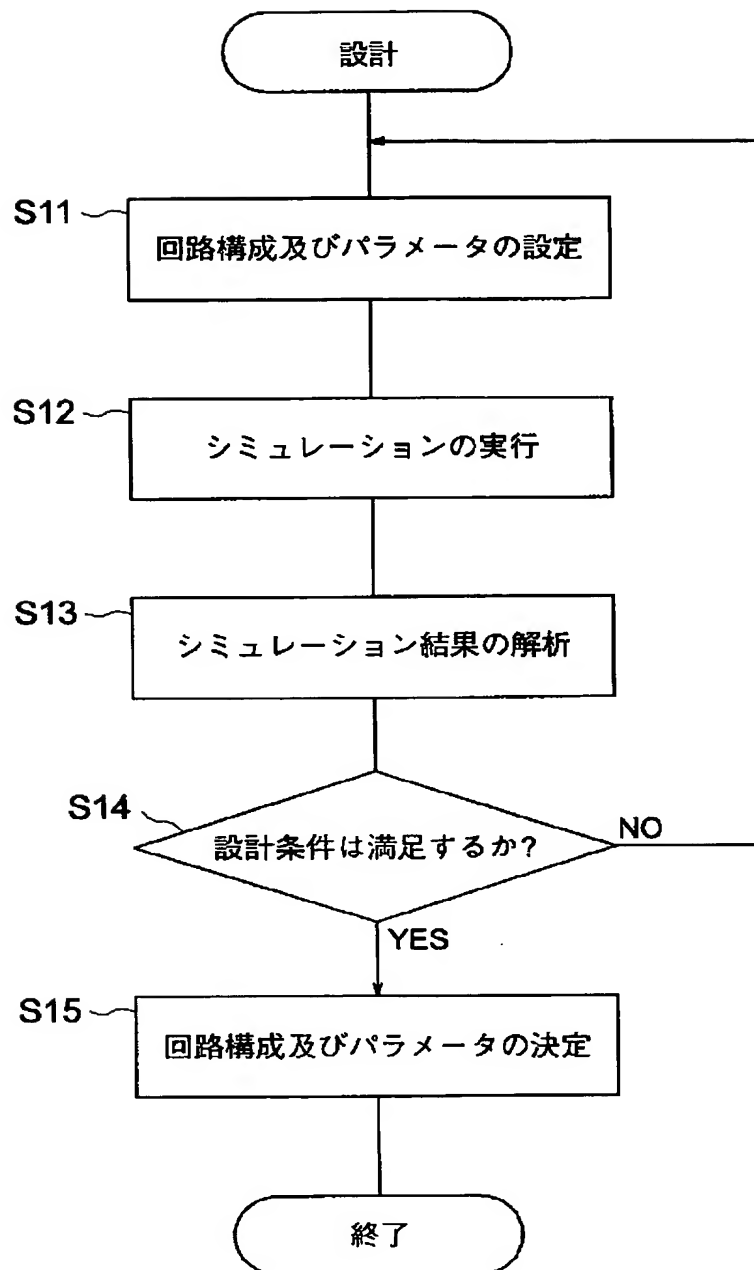 設計
S11
回路構成及びパラメータの設定
S12
シミュレーションの実行
S13
シミュレーション結果の解析
S14
設計条件は満足するか?
NO
YES
S15
回路構成及びパラメータの決定
終了